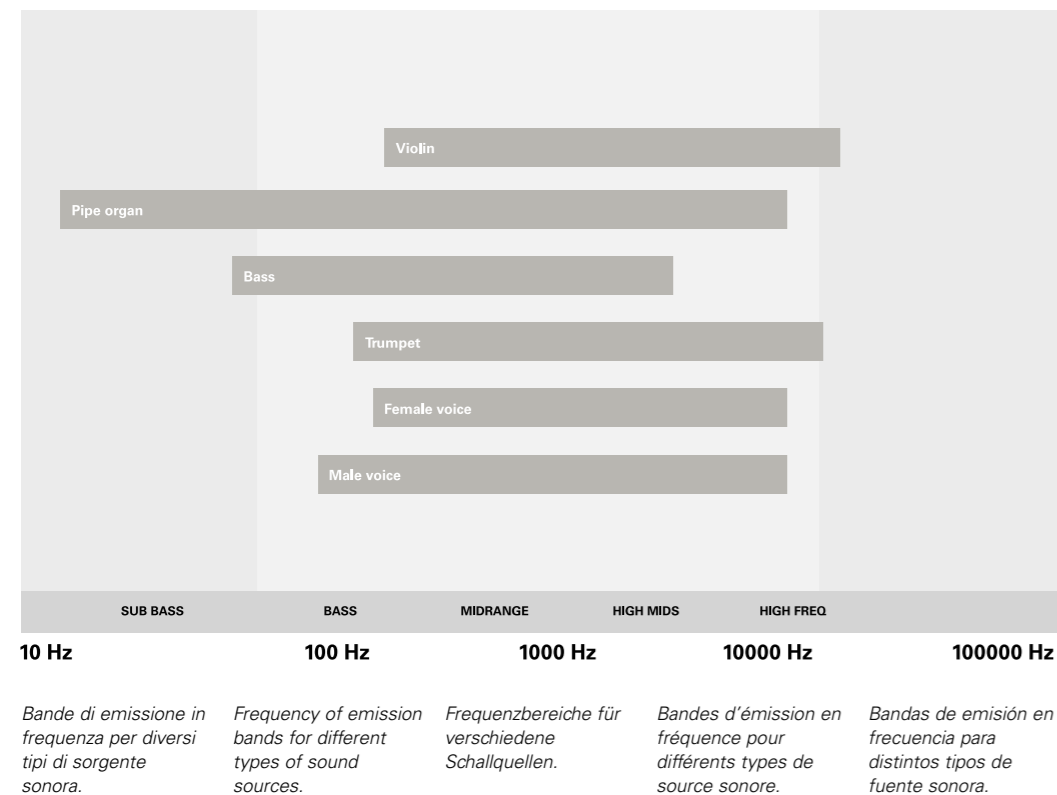 Violin
Pipe organ
Bass
Trumpet
Female voice
Male voice
SUB BASS BASS MIDRANGE HIGH MIDS HIGH FREQ
10 Hz 100 Hz 1000 Hz 10000 Hz 100000 Hz
Bande di emissione in
frequenza per diversi
tipi di sorgente
sonora.
Frequency of emission
bands for different
types of sound
sources.
Frequenzbereiche für
verschiedene
Schallquellen.
Bandes d’émission en
fréquence pour
différents types de
source sonore.
Bandas de emisión en
frecuencia para
distintos tipos de
fuente sonora.